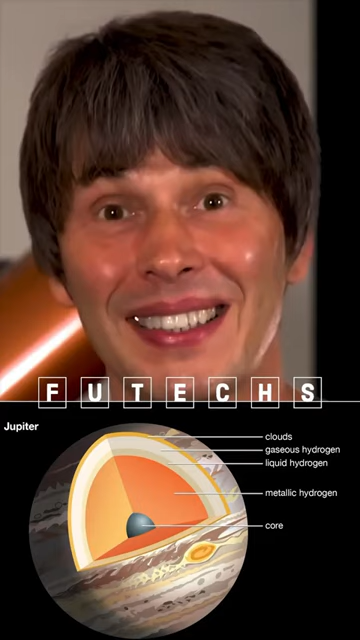 FUTECHS
Jupiter
clouds
gaseous hydrogen
liquid hydrogen
metallic hydrogen
core